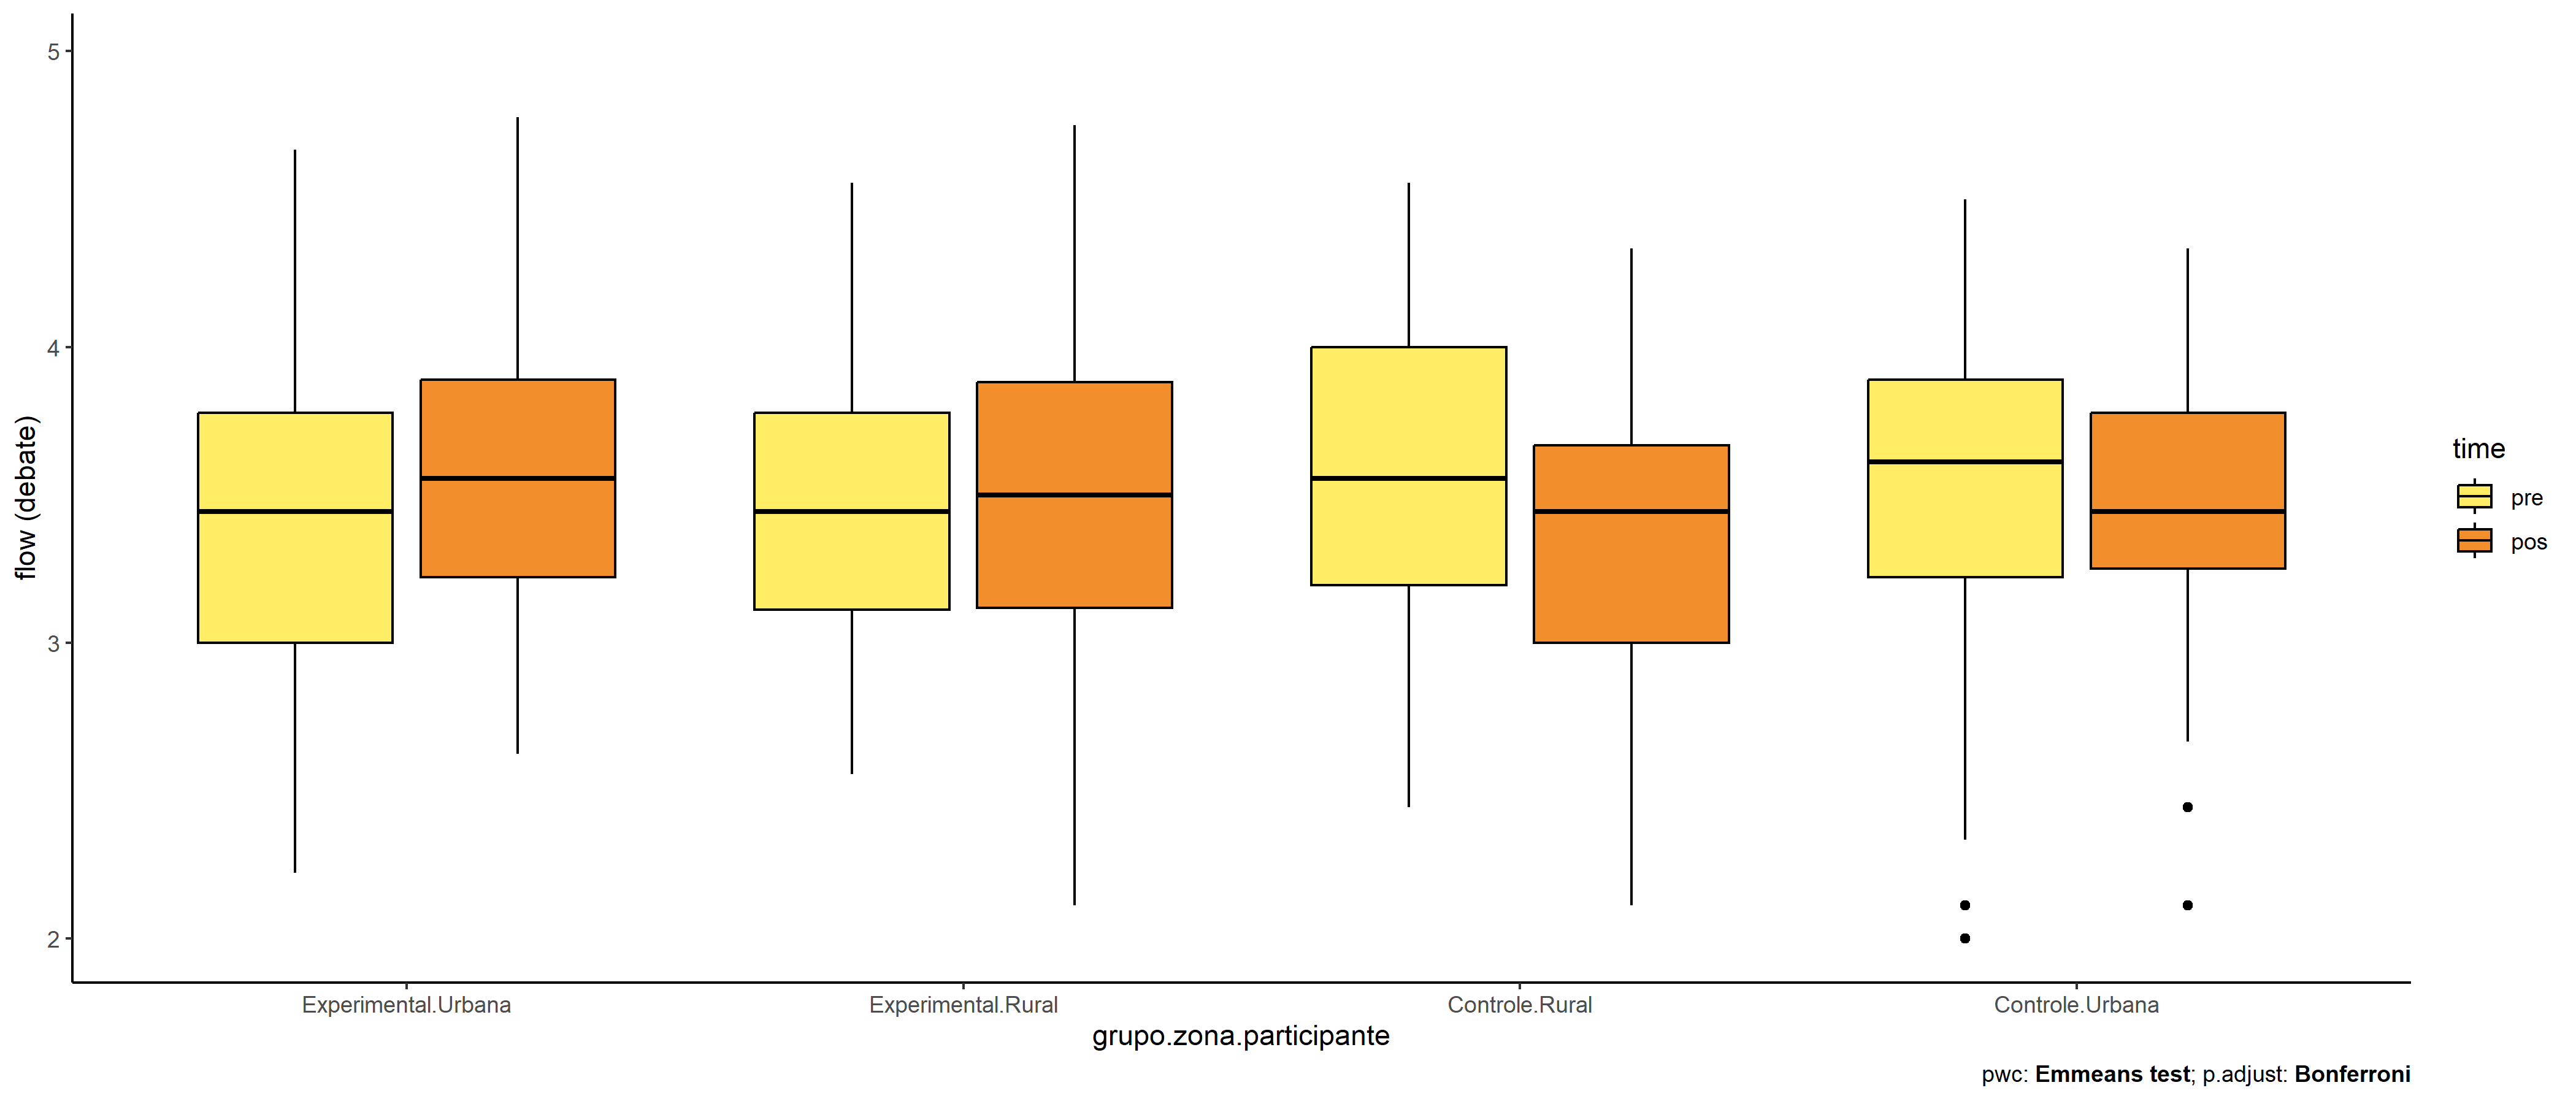 5
4
3
2
flow (debate)
Experimental.Urbana
Experimental.Rural
Controle.Rural
Controle.Urbana
grupo.zona.participante
time
pre
pos
pwc: Emmeans test; p.adjust: Bonferroni